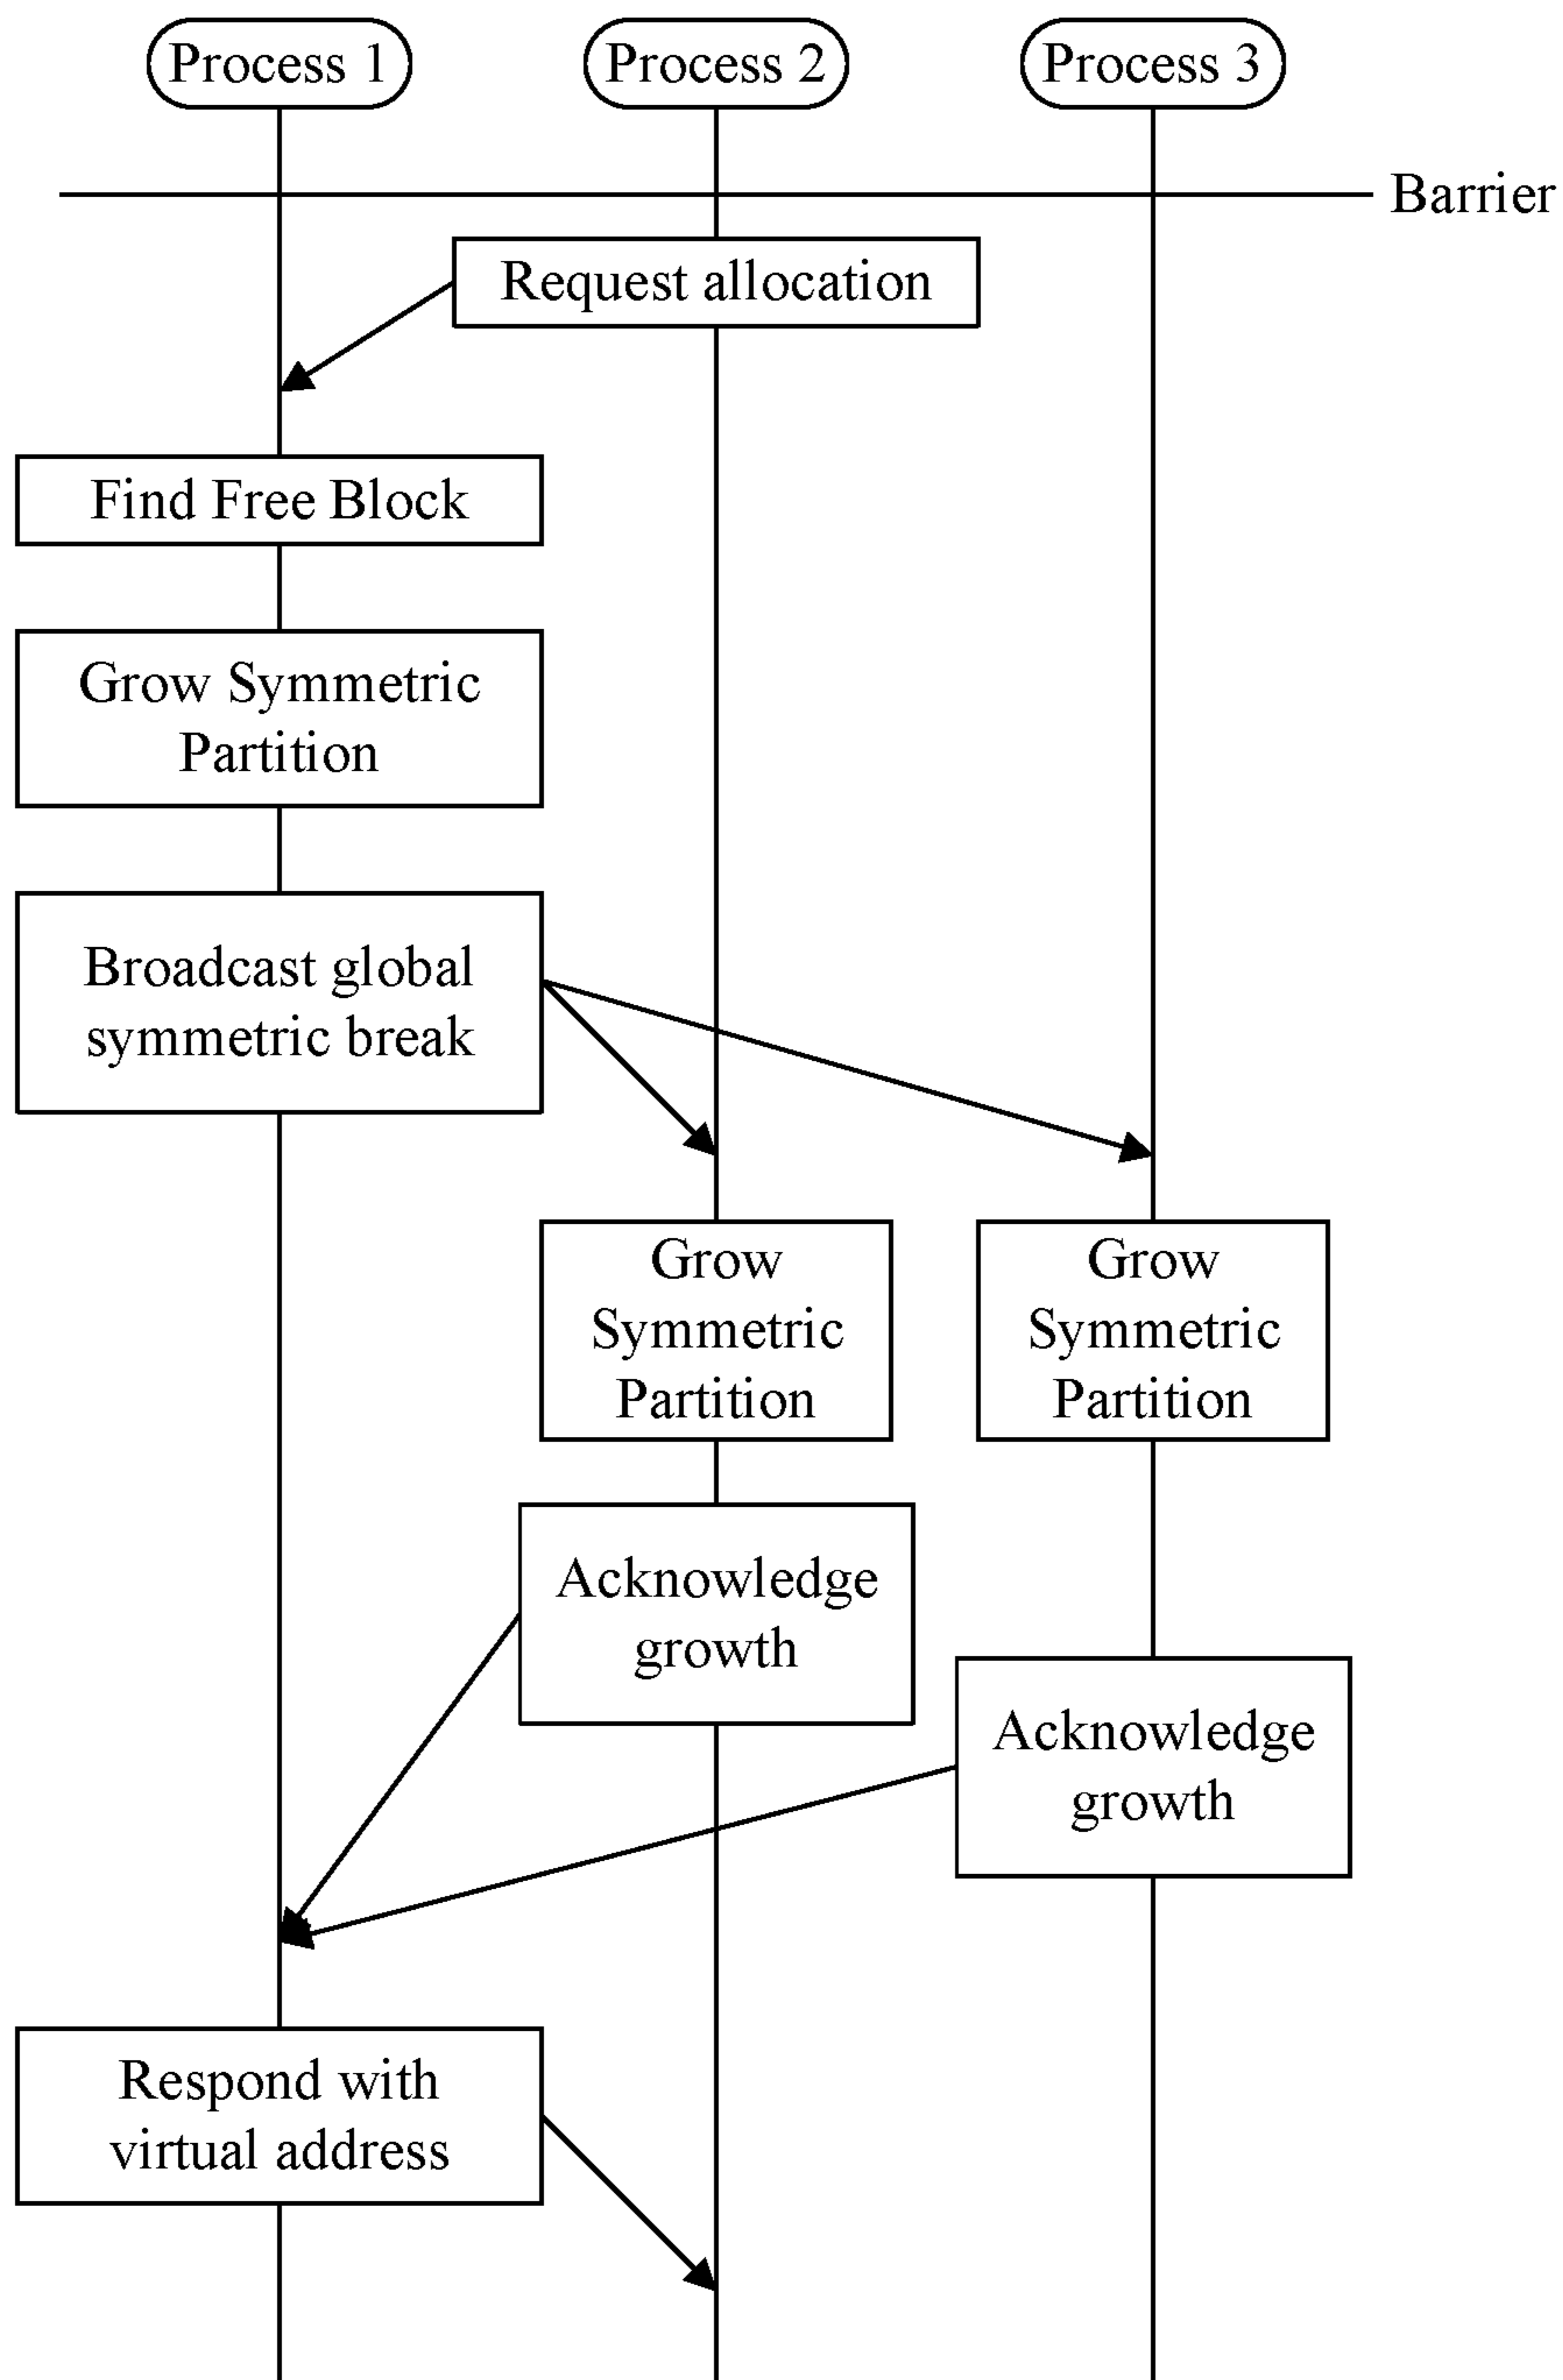 Process 1
Process 2
Process 3
Barrier
Request allocation
Find Free Block
Grow Symmetric
Partition
Broadcast global
symmetric break
Grow
Symmetric
Partition
Grow
Symmetric
Partition
Acknowledge
growth
Acknowledge
growth
Respond with
virtual address